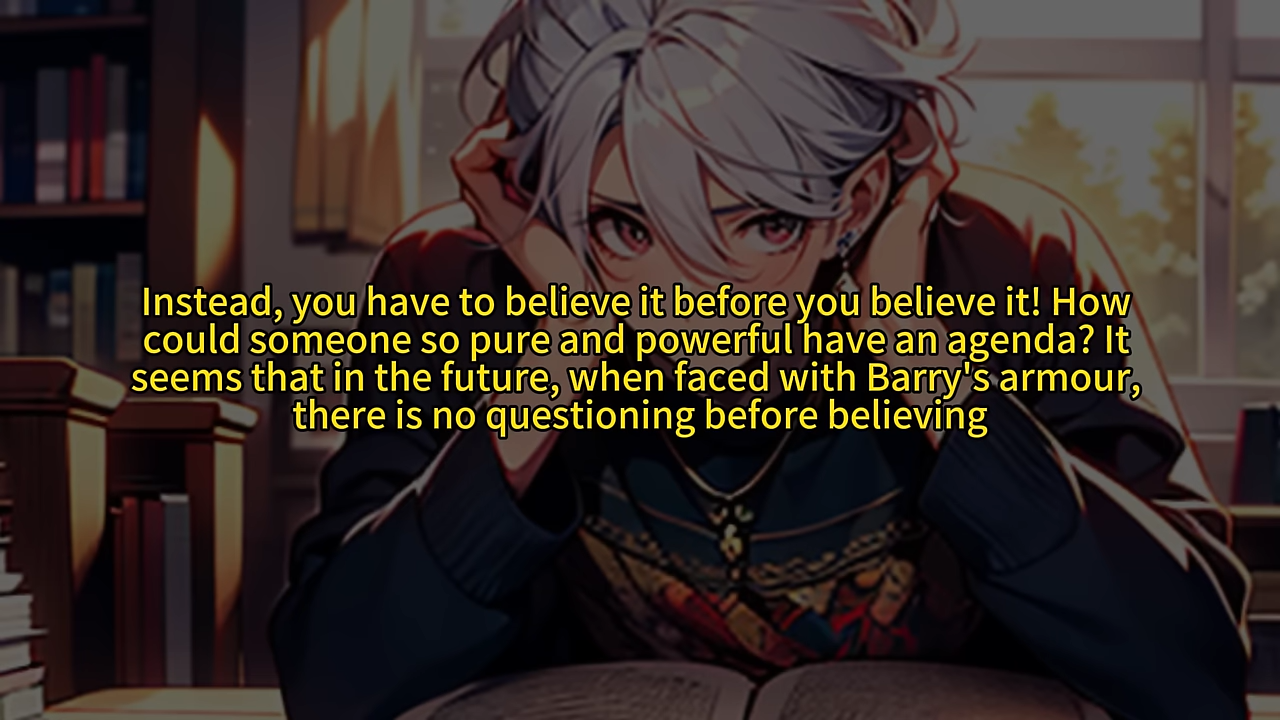 Instead, you have to believe it before you believe it! How
could someone so pure and powerful have an agenda? It
seems that in the future, when faced with Barry's armour,
there is no questioning before believing